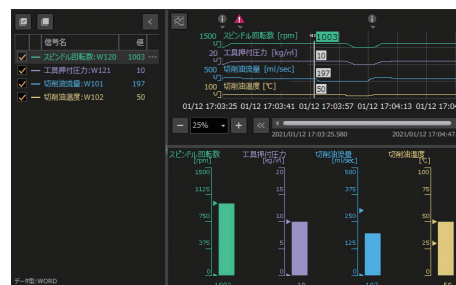 信号名 値
スピンドル回転数:W120 1003 ...
工具押付圧力:W121 10
切削油流量:W101 197
切削油温度:W102 50
データ型:WORD
1500 スピンドル回転数 [rpm] 1003
20 工具押付圧力 [kg/㎡] 10
500 切削油流量 [ml/sec] 197
100 切削油温度 [℃] 50
01/12 17:03:25 01/12 17:03:41 01/12 17:03:57 01/12 17:04:13 01/12 17:04
− 25% + <<
2021/01/12 17:03:25.580 2021/01/12 17:04:47
スピンドル回転数 工具押付圧力 切削油流量 切削油温度
[rpm] [kg/㎡] [ml/sec] [℃]
1500 20 500 100
1125 15 375 75
750 10 250 50
375 5 125 25
0 0 0 0
1003 10 197 50